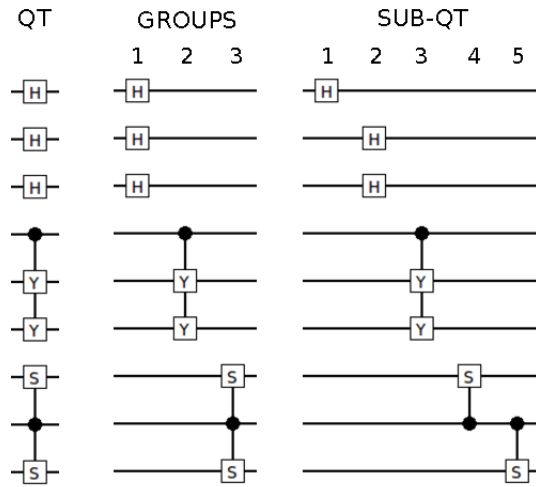 QT GROUPS SUB-QT
1 2 3 1 2 3 4 5
H H H
H H H
H H H
Y Y Y
Y Y Y
S S S
S S S